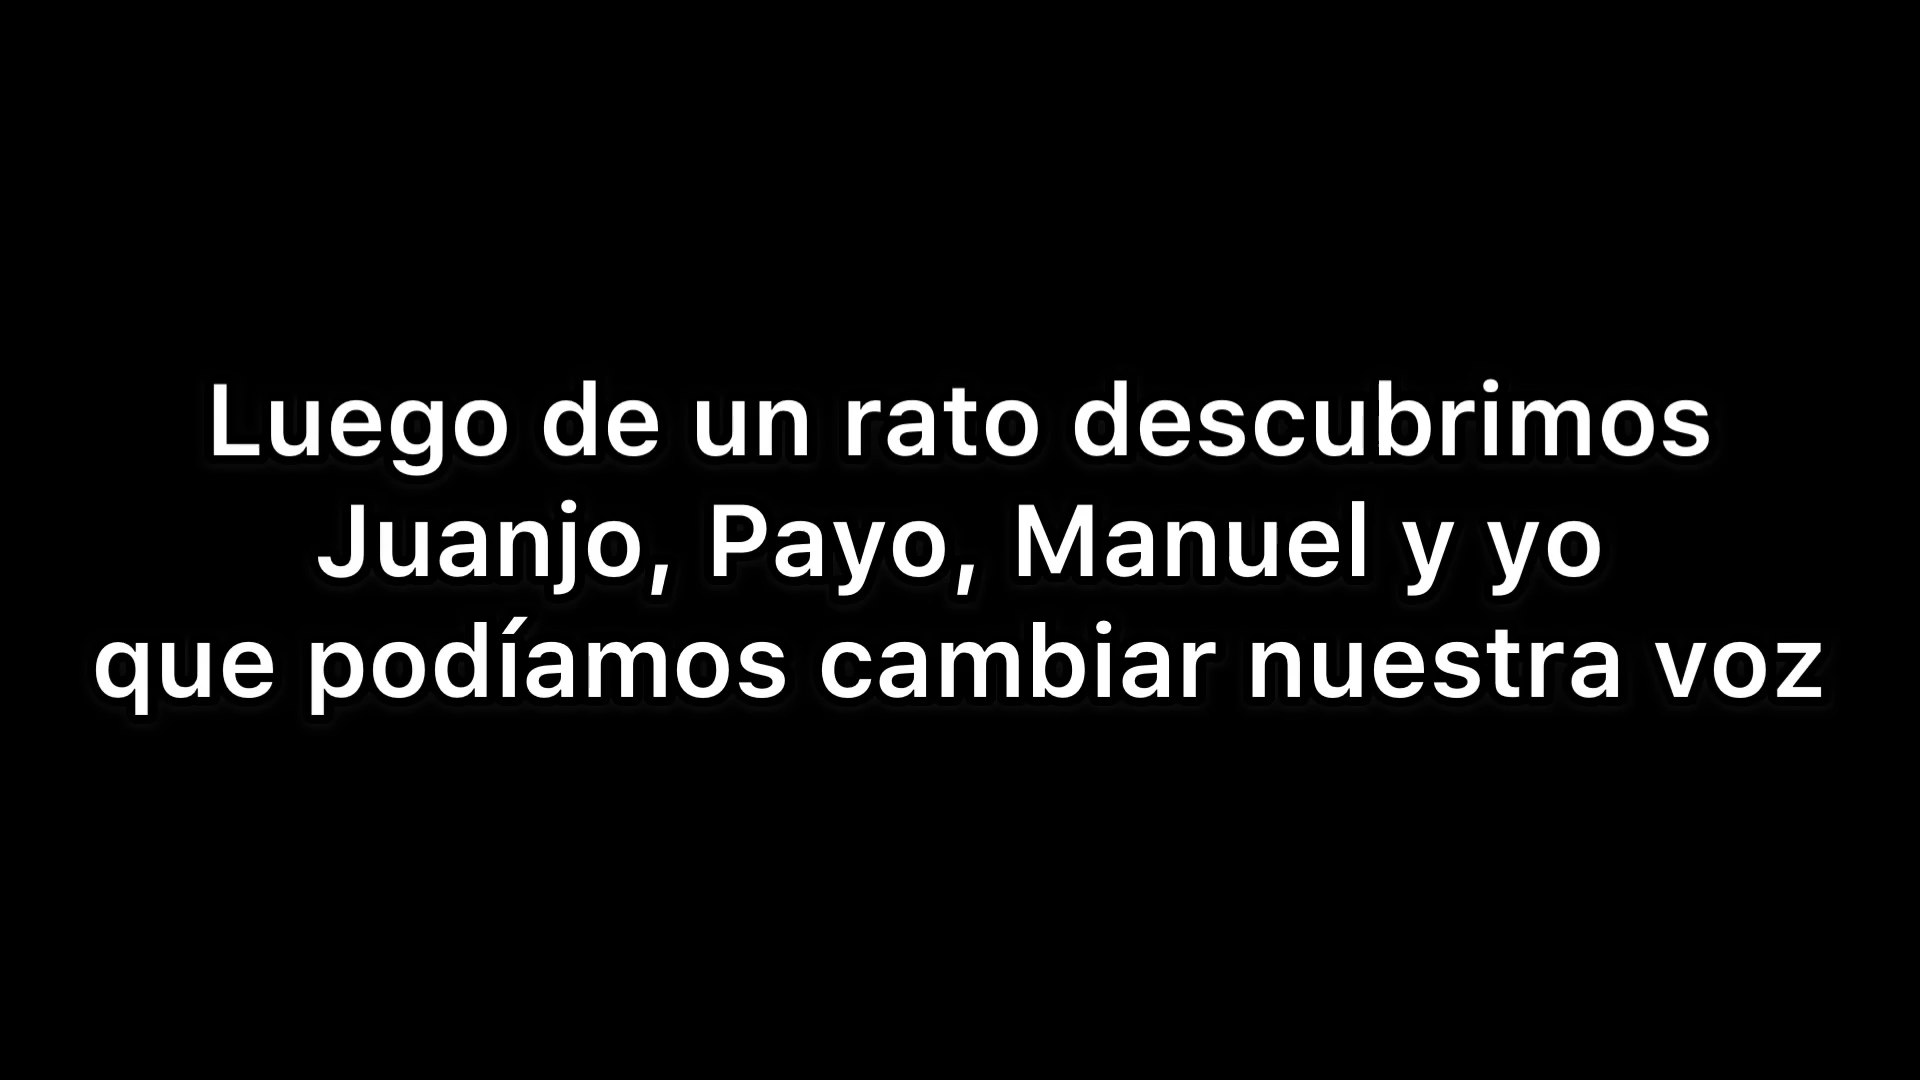 Luego de un rato descubrimos
Juanjo, Payo, Manuel y yo
que podíamos cambiar nuestra voz